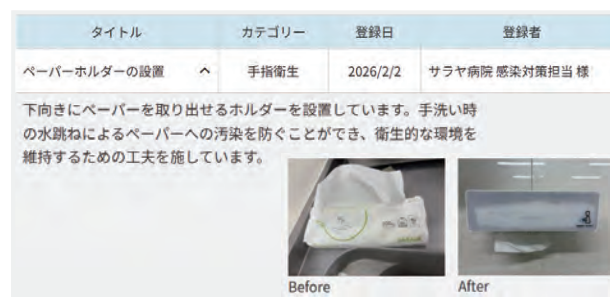 タイトル カテゴリー 登録日 登録者
ペーパーホルダーの設置 手指衛生 2026/2/2 サラヤ病院 感染対策担当 様
下向きにペーパーを取り出せるホルダーを設置しています。手洗い時
の水跳ねによるペーパーへの汚染を防ぐことができ、衛生的な環境を
維持するための工夫を施しています。
Before After